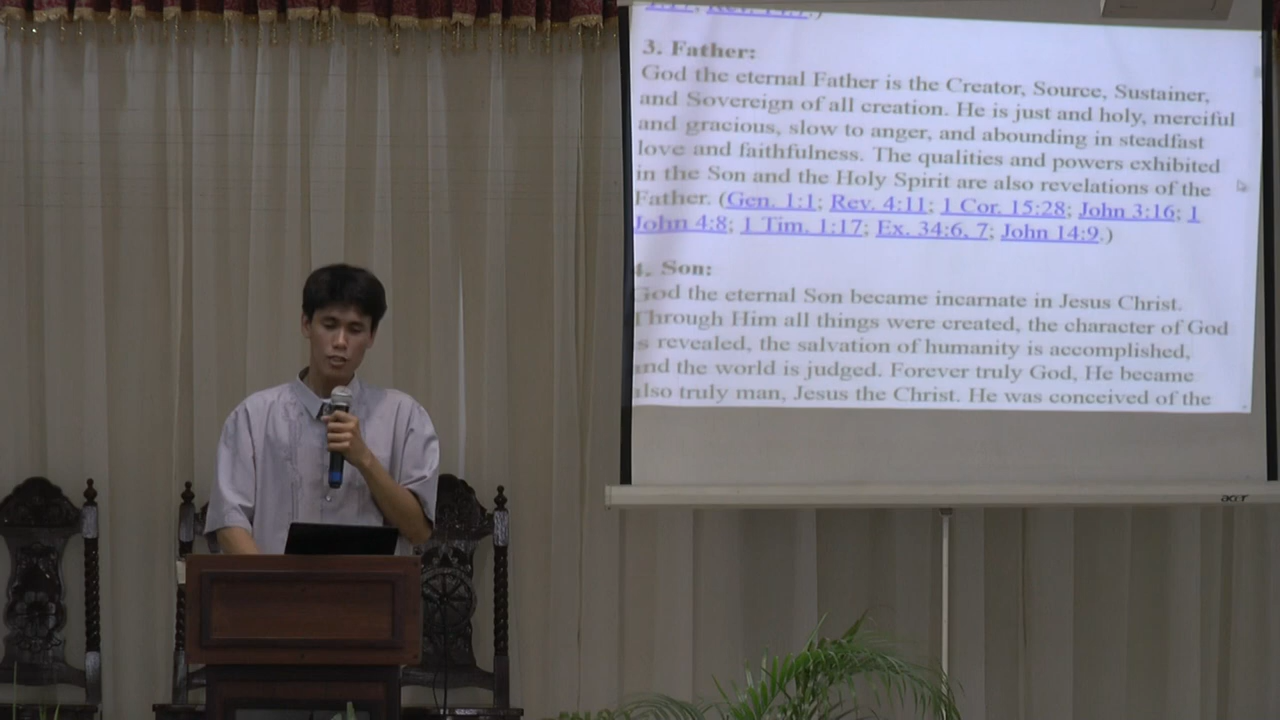 3. Father:
God the eternal Father is the Creator, Source, Sustainer,
and Sovereign of all creation. He is just and holy, merciful
and gracious, slow to anger, and abounding in steadfast
love and faithfulness. The qualities and powers exhibited
in the Son and the Holy Spirit are also revelations of the
Father. (Gen. 1:1; Rev. 4:11; 1 Cor. 15:28; John 3:16; 1
John 4:8; 1 Tim. 1:17; Ex. 34:6, 7; John 14:9.)
4. Son:
God the eternal Son became incarnate in Jesus Christ.
Through Him all things were created, the character of God
is revealed, the salvation of humanity is accomplished,
and the world is judged. Forever truly God, He became
also truly man, Jesus the Christ. He was conceived of the
acer